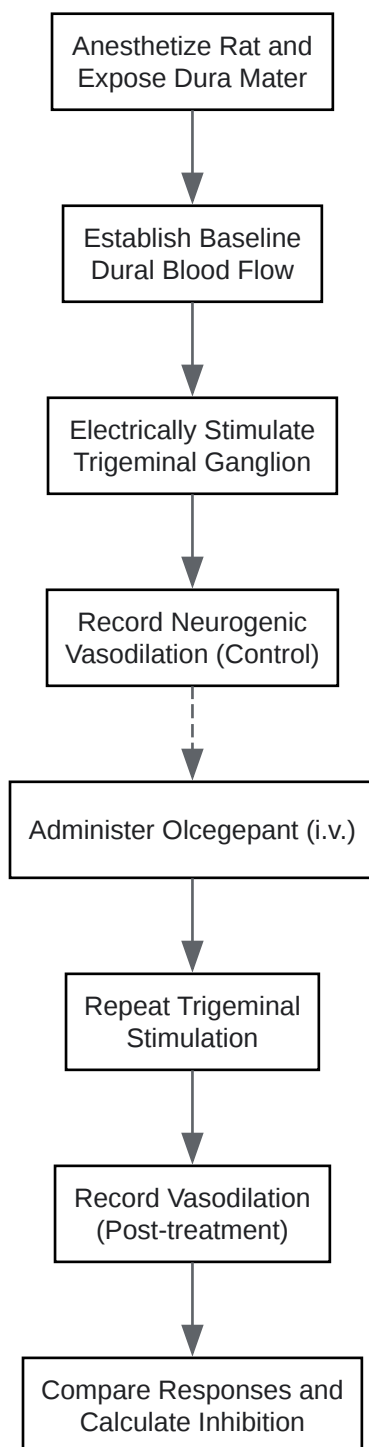 Anesthetize Rat and
Expose Dura Mater
Establish Baseline
Dural Blood Flow
Electrically Stimulate
Trigeminal Ganglion
Record Neurogenic
Vasodilation (Control)
Administer Olcegepant (i.v.)
Repeat Trigeminal
Stimulation
Record Vasodilation
(Post-treatment)
Compare Responses and
Calculate Inhibition